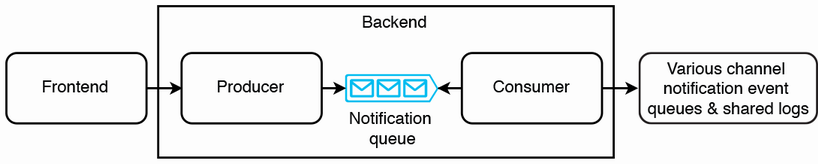 Backend
Frontend
Producer
Notification
queue
Consumer
Various channel
notification event
queues & shared logs